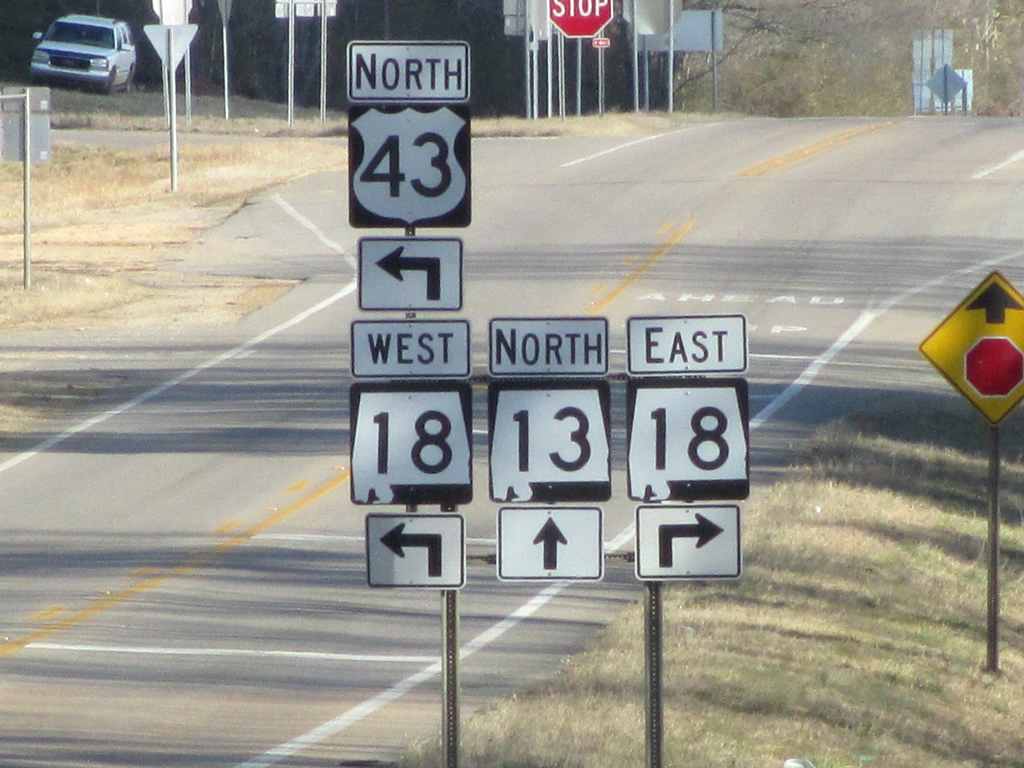 STOP
NORTH
43
WEST NORTH EAST
18 13 18
AHEAD